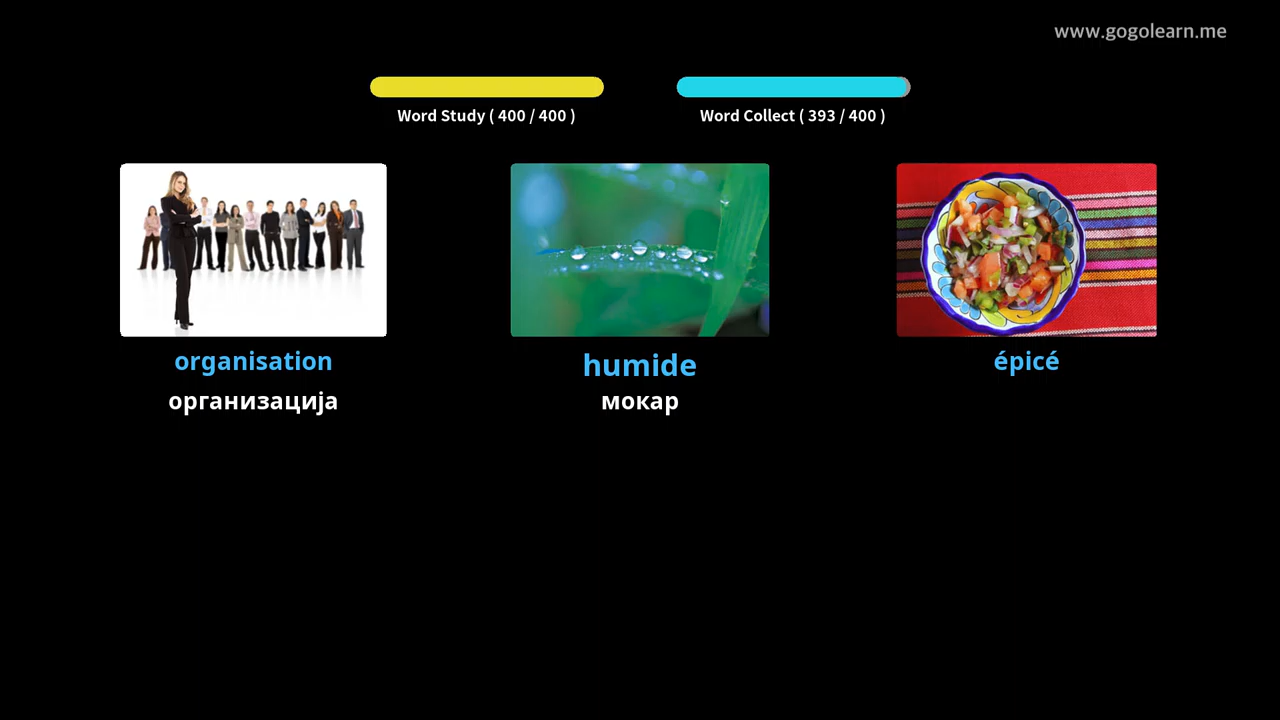 www.gogolearn.me
Word Study ( 400 / 400 )
Word Collect ( 393 / 400 )
organisation
humide
épicé
организација
мокар